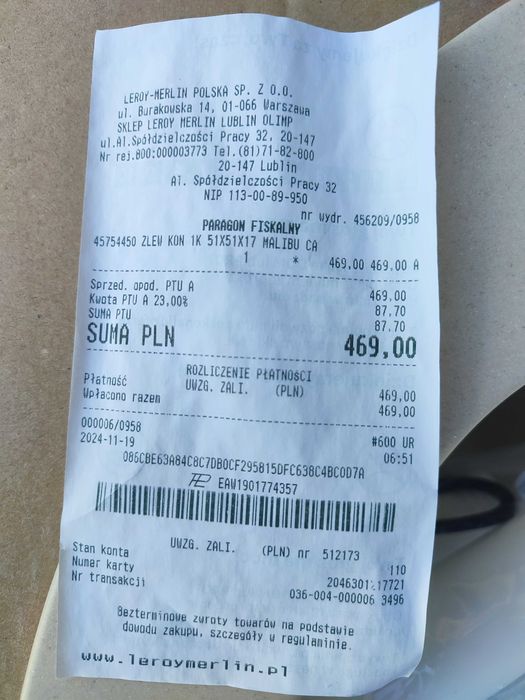 LEROY-MERLIN POLSKA SP. Z O.O.
ul. Burakowska 14, 01-066 Warszawa
SKLEP LEROY MERLIN LUBLIN OLIMP
ul.Al.Spółdzielczości Pracy 32, 20-147
Nr rej.BDO:000003773 Tel.(81)71-82-800
20-147 Lublin
Al. Spółdzielczości Pracy 32
NIP 113-00-89-950
nr wydr. 456209/0958
PARAGON FISKALNY
45754450 ZLEW KON 1K 51X51X17 MALIBU CA
1 * 469,00 469,00 A
Sprzed. opod. PTU A 469,00
Kwota PTU A 23,00% 87,70
SUMA PTU 87,70
SUMA PLN 469,00
ROZLICZENIE PŁATNOŚCI
Płatność UWZG. ZALI. (PLN) 469,00
Wpłacono razem 469,00
000006/0958 #600 UR
2024-11-19 06:51
086CBE63A84C8C7DB0CF295815DFC638C4BC0D7A
EAW1901774357
UWZG. ZALI. (PLN) nr 512173
Stan konta 110
Numer karty
Nr transakcji 036-004-000006 3496
Bezterminowe zwroty towarów na podstawie
dowodu zakupu, szczegóły w regulaminie.
www.leroymerlin.pl